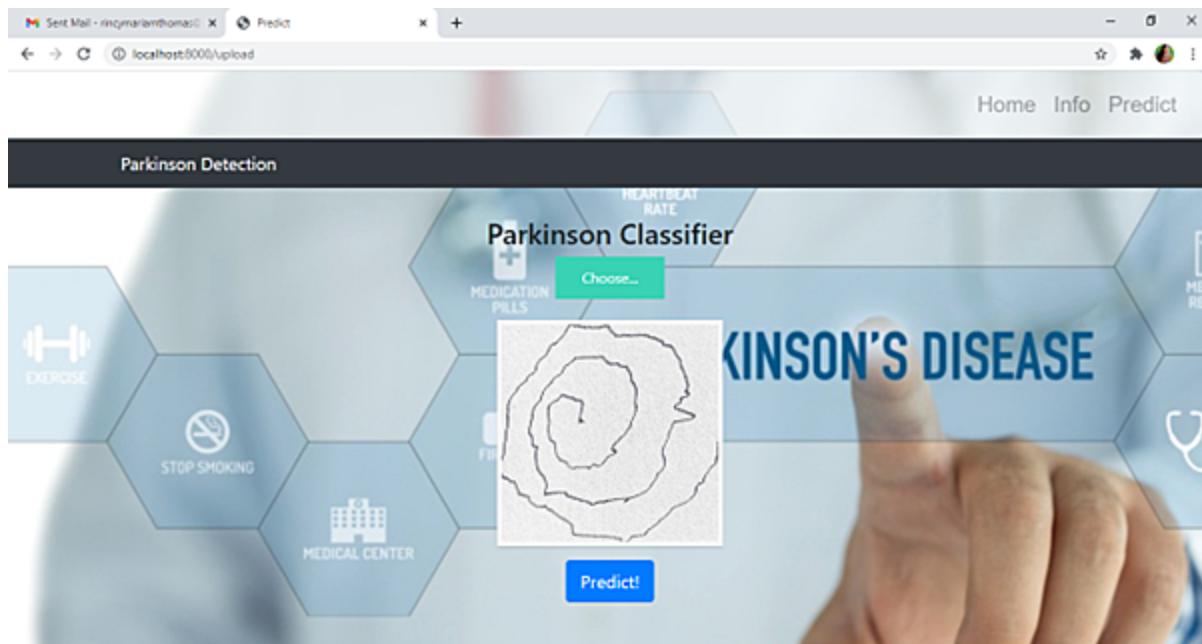 Sent Mail - rincymariamthomas@
Predict
localhost:8000/upload
Home Info Predict
Parkinson Detection
HEARTBEAT
RATE
Parkinson Classifier
Choose...
MEDICATION
PILLS
KINSON'S DISEASE
EXERCISE
STOP SMOKING
FIR
MEDICAL CENTER
Predict!